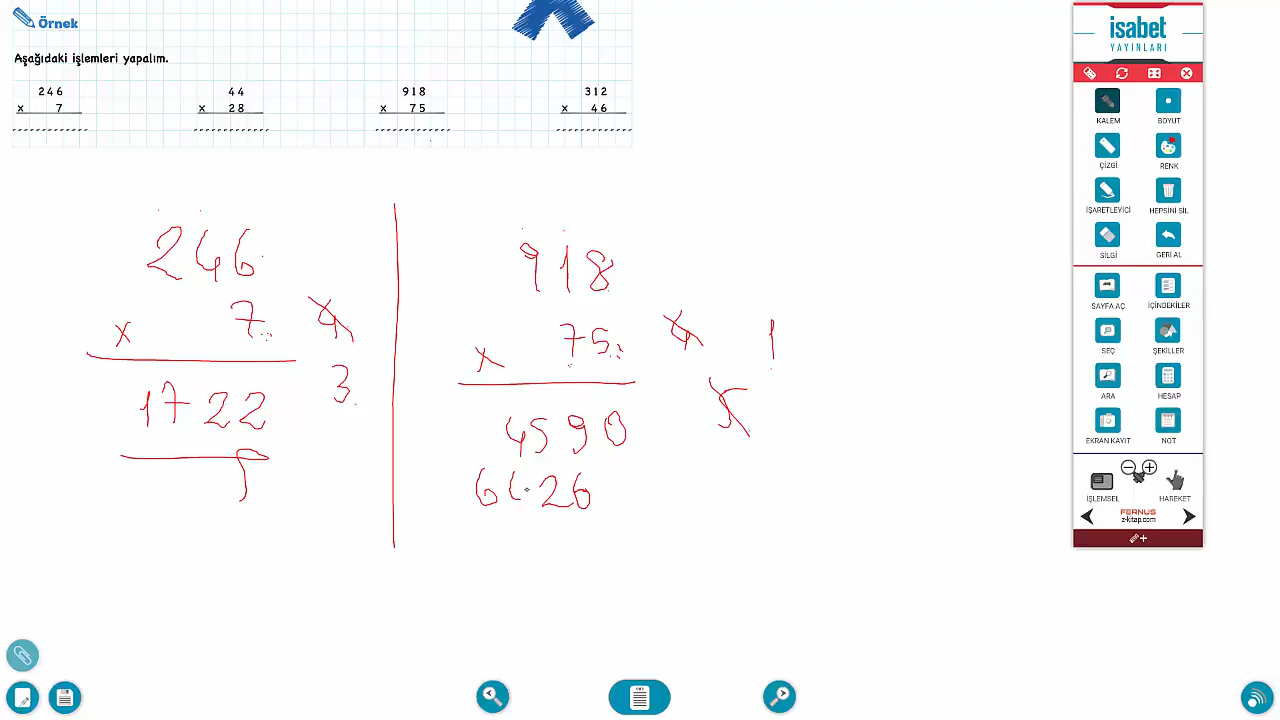 Örnek
Aşağıdaki işlemleri yapalım.
246
x 7
44
x 28
918
x 75
312
x 46
246
x 7
4
1722
3
918
x 75
4
1
4590
5
6426
isabet
YAYINLARI
KALEM
BOYUT
ÇİZGİ
RENK
İŞARETLEYİCİ
HEPSİNİ SİL
SİLGİ
GERİ AL
SAYFA AÇ
İÇİNDEKİLER
SEÇ
ŞEKİLLER
ARA
HESAP
EKRAN KAYIT
NOT
İŞLEMSEL
HAREKET
FERNUS
z-kitap.com